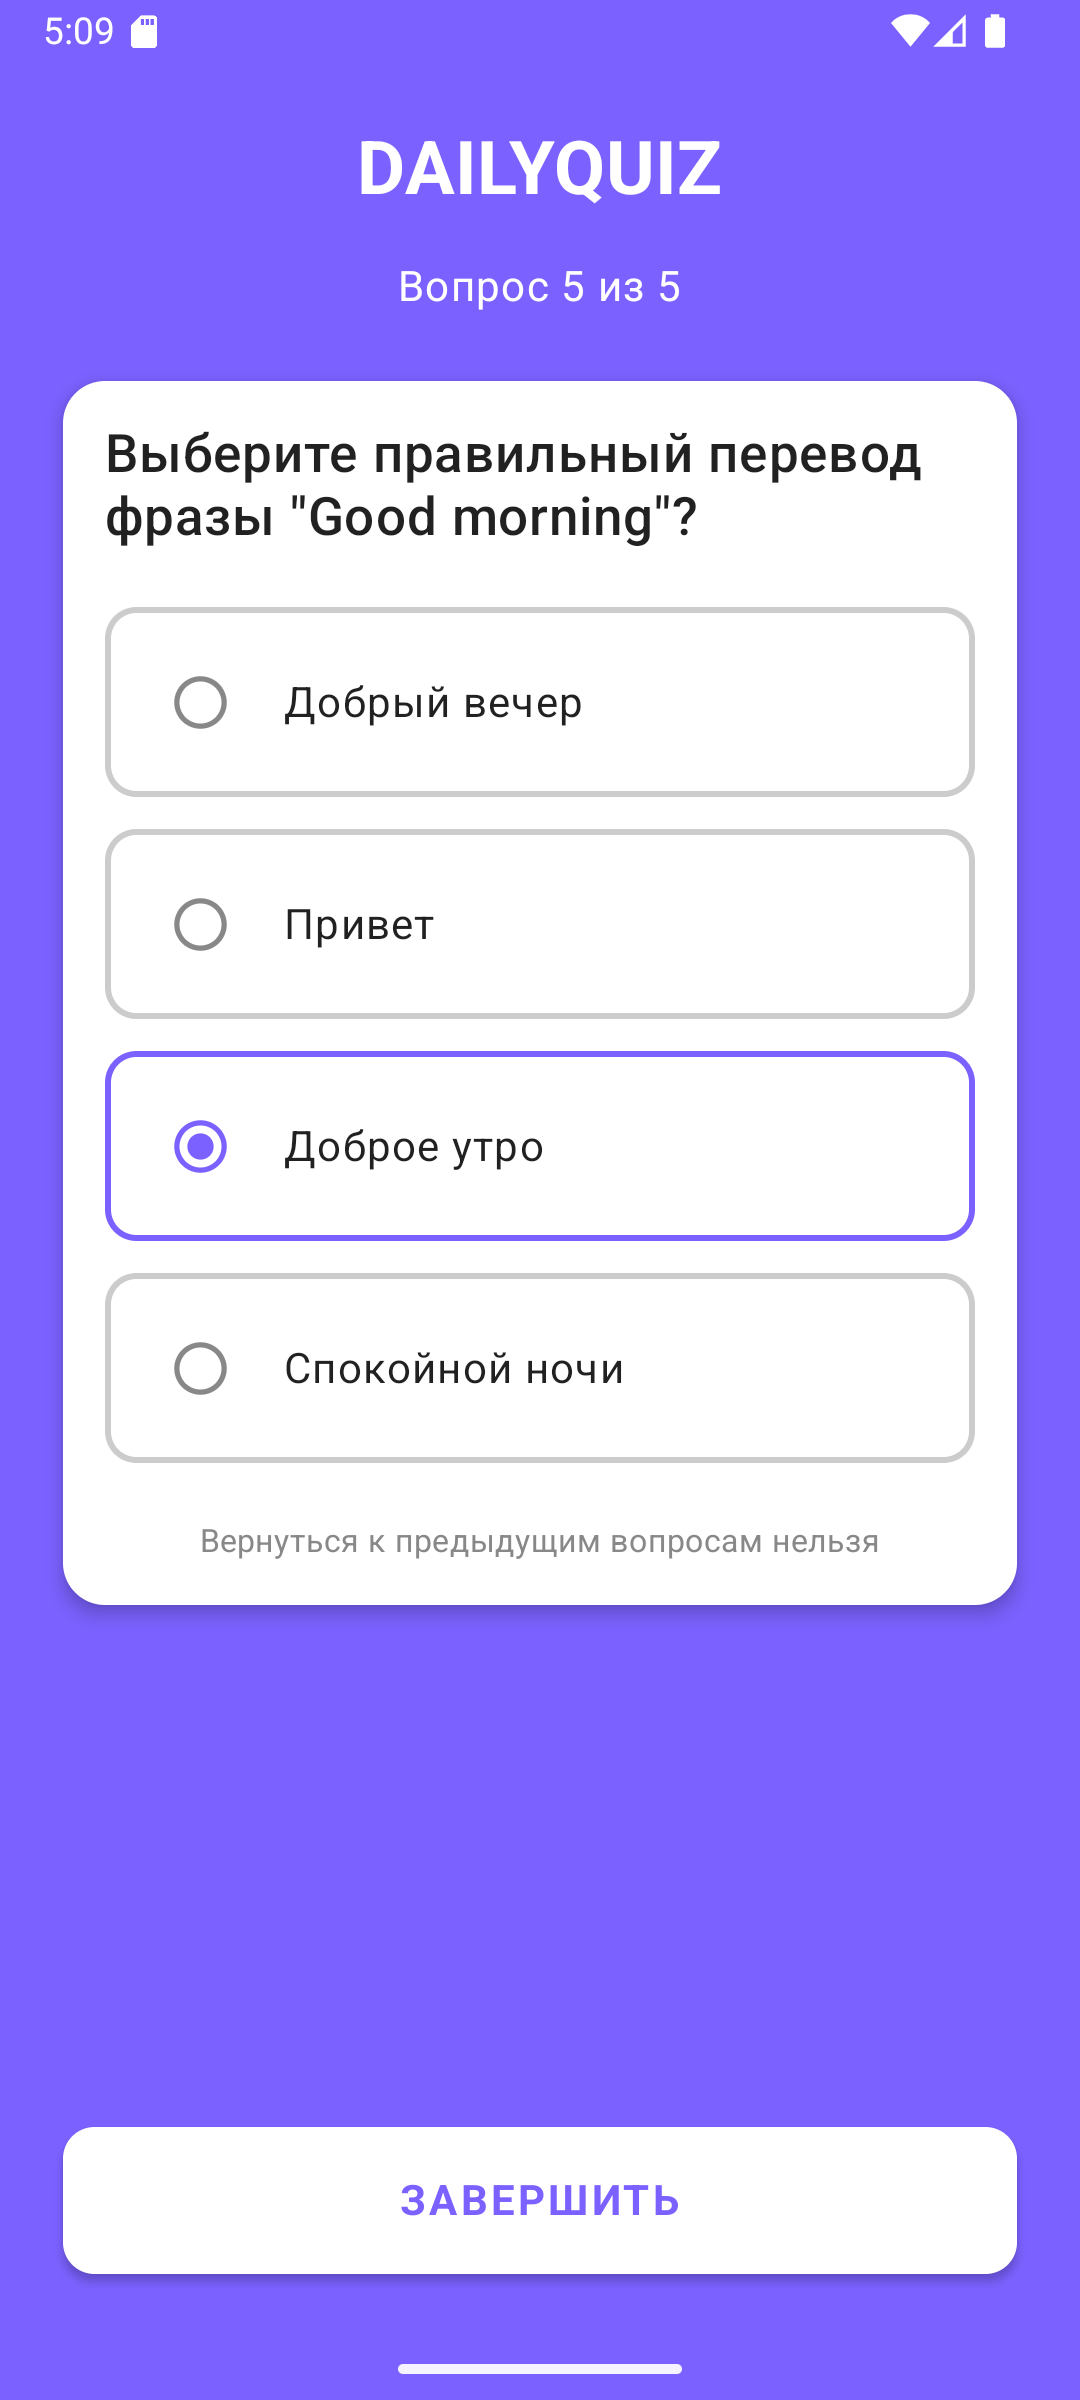 5:09
DAILYQUIZ
Вопрос 5 из 5
Выберите правильный перевод
фразы "Good morning"?
Добрый вечер
Привет
Доброе утро
Спокойной ночи
Вернуться к предыдущим вопросам нельзя
ЗАВЕРШИТЬ